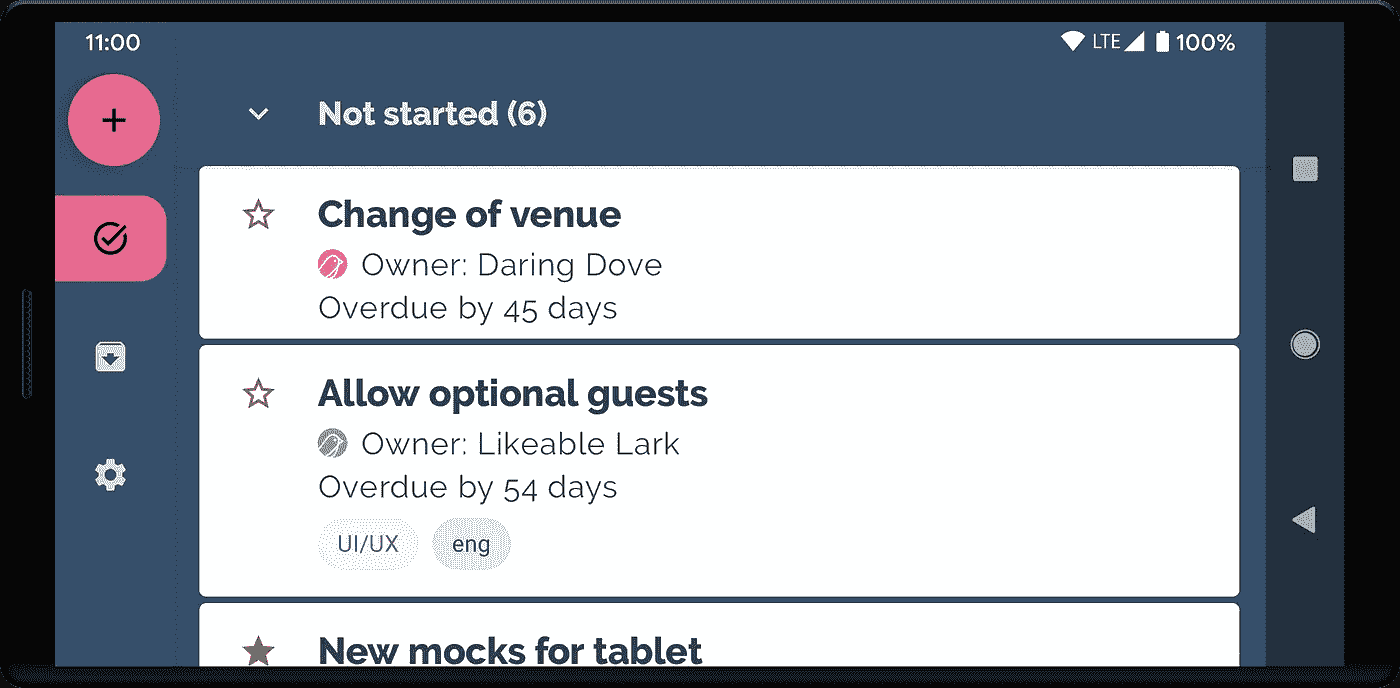 11:00
LTE 100%
Not started (6)
Change of venue
Owner: Daring Dove
Overdue by 45 days
Allow optional guests
Owner: Likeable Lark
Overdue by 54 days
UI/UX eng
New mocks for tablet